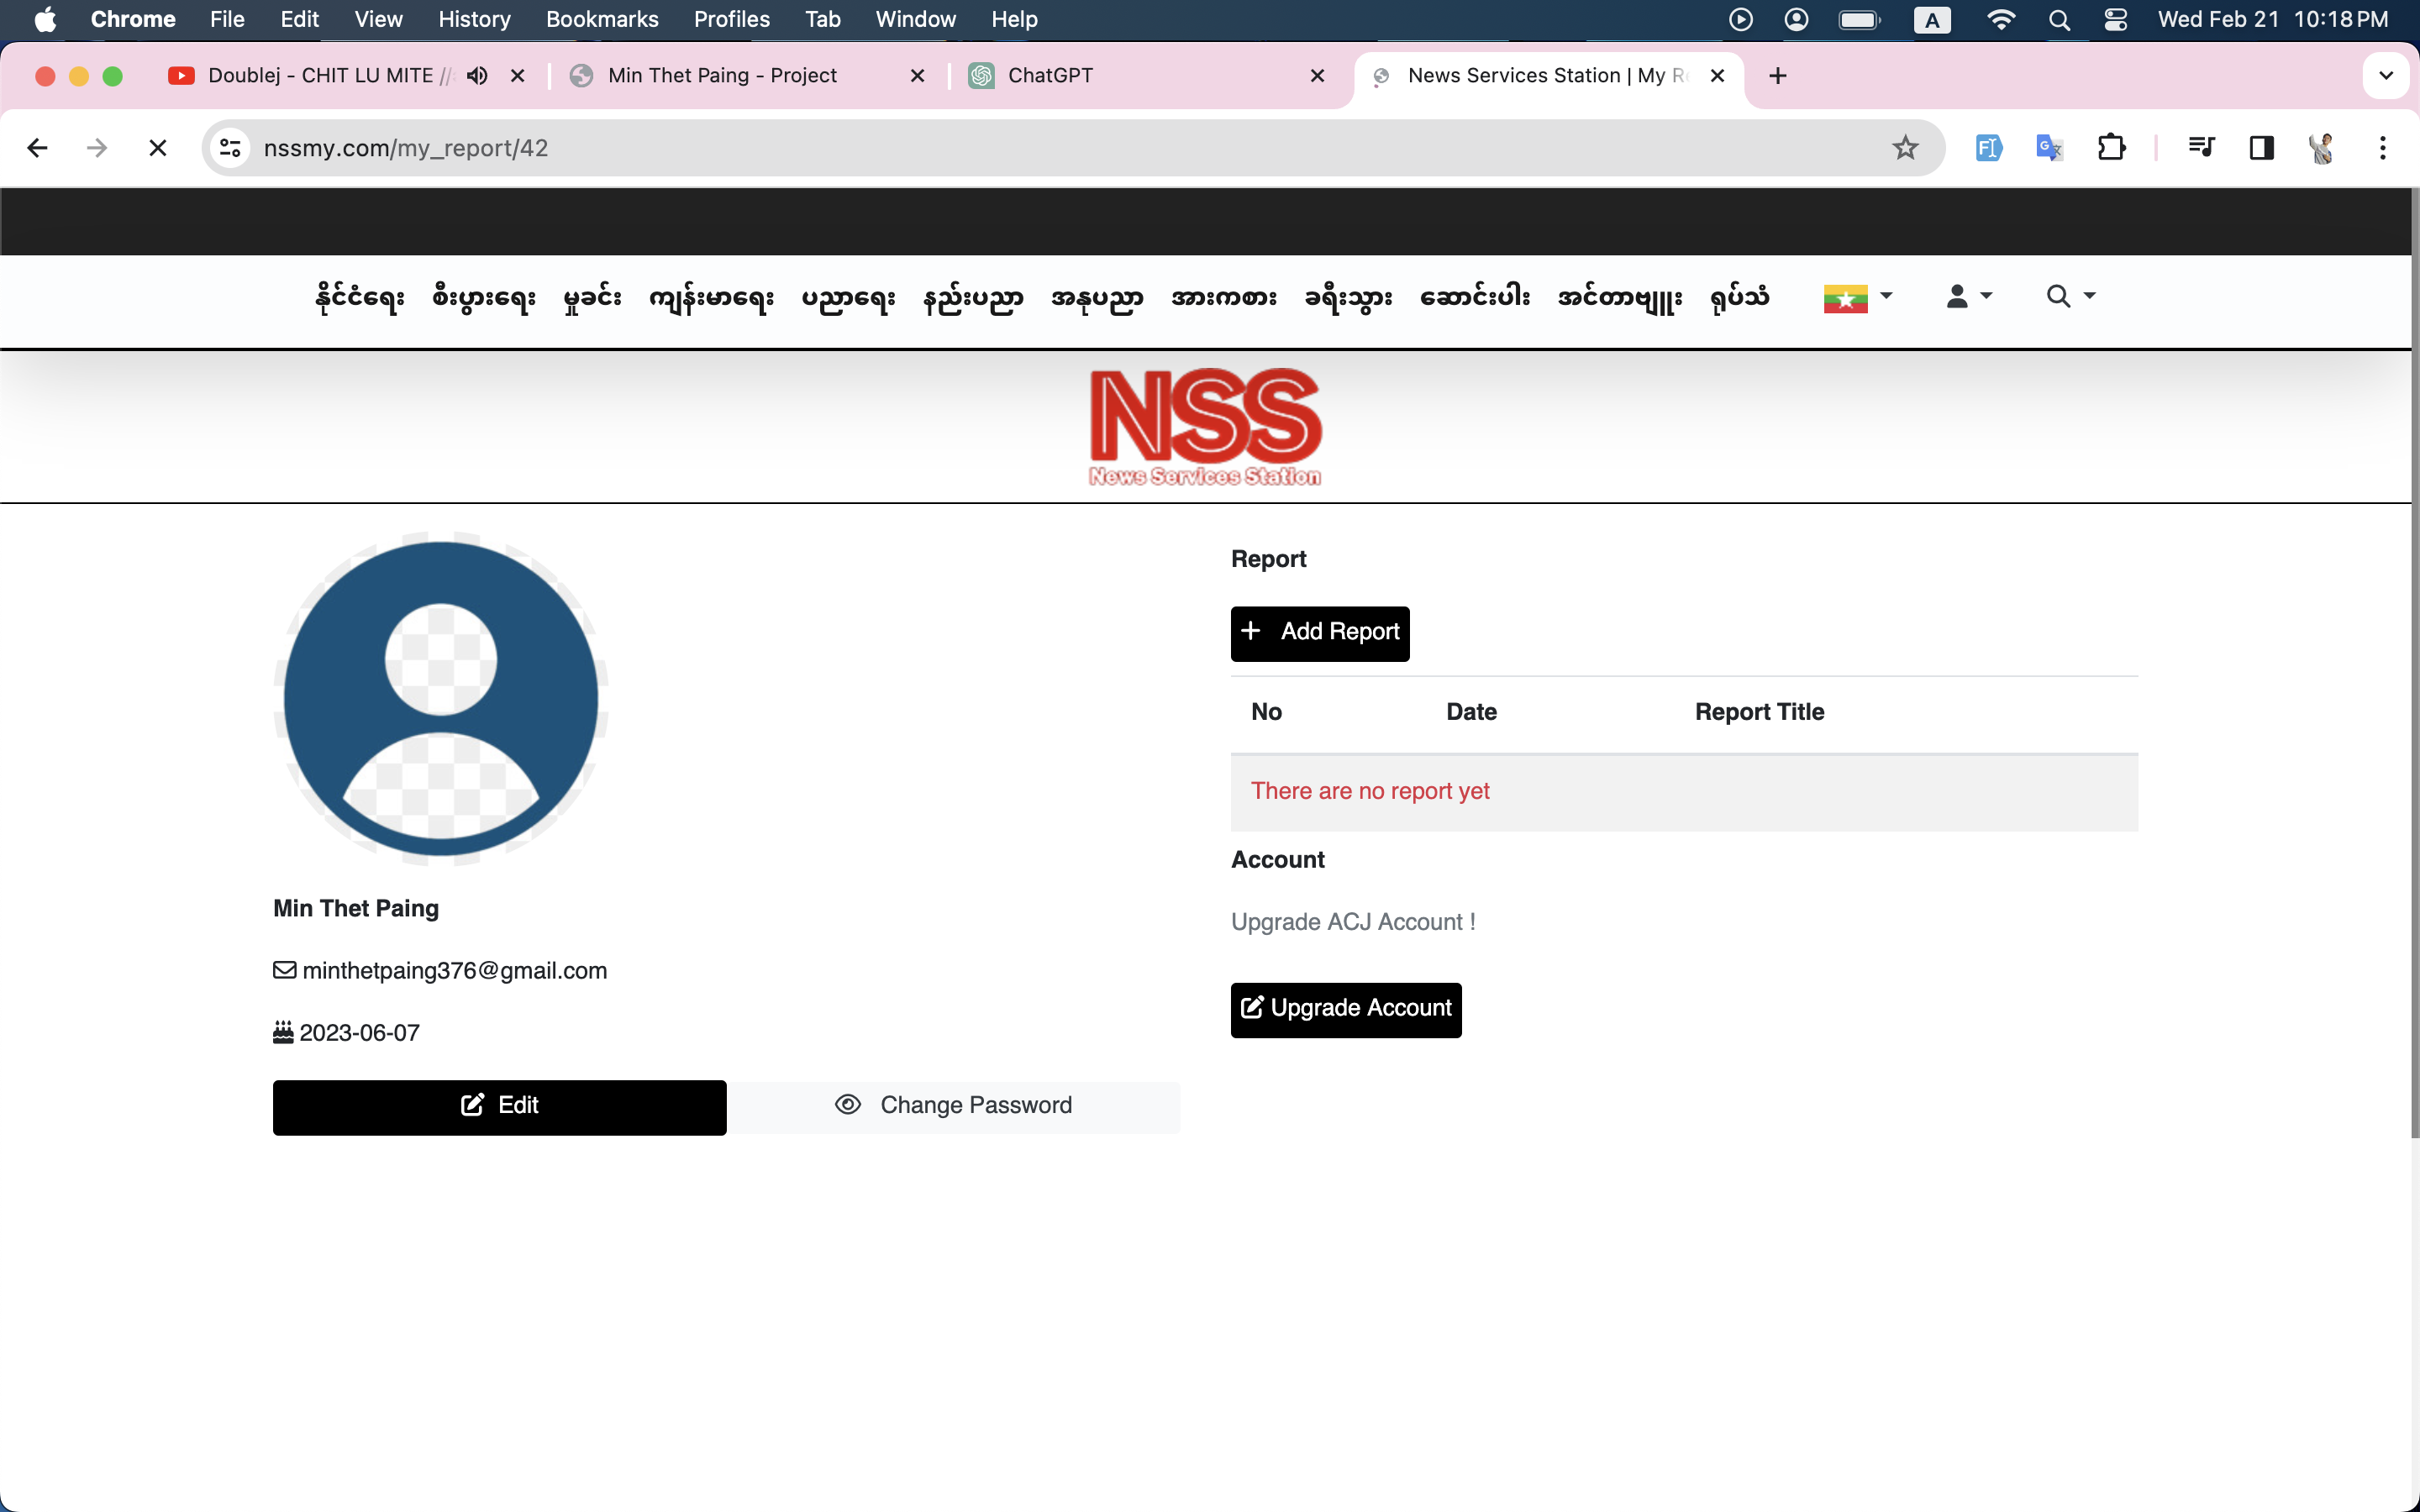 Chrome File Edit View History Bookmarks Profiles Tab Window Help A Wed Feb 21 10:18 PM
Doublej - CHIT LU MITE // Min Thet Paing - Project ChatGPT News Services Station | My R
nssmy.com/my_report/42
နိုင်ငံရေး စီးပွားရေး မှုခင်း ကျန်းမာရေး ပညာရေး နည်းပညာ အနုပညာ အားကစား ခရီးသွား ဆောင်းပါး အင်တာဗျူး ရုပ်သံ
NSS
News Services Station
Report
+ Add Report
No Date Report Title
There are no report yet
Account
Upgrade ACJ Account !
Upgrade Account
Min Thet Paing
minthetpaing376@gmail.com
2023-06-07
Edit Change Password